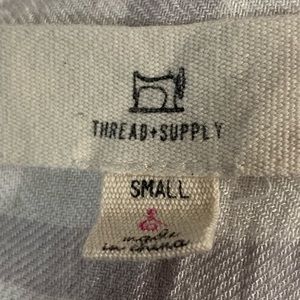 THREAD+SUPPLY
SMALL
made
in china